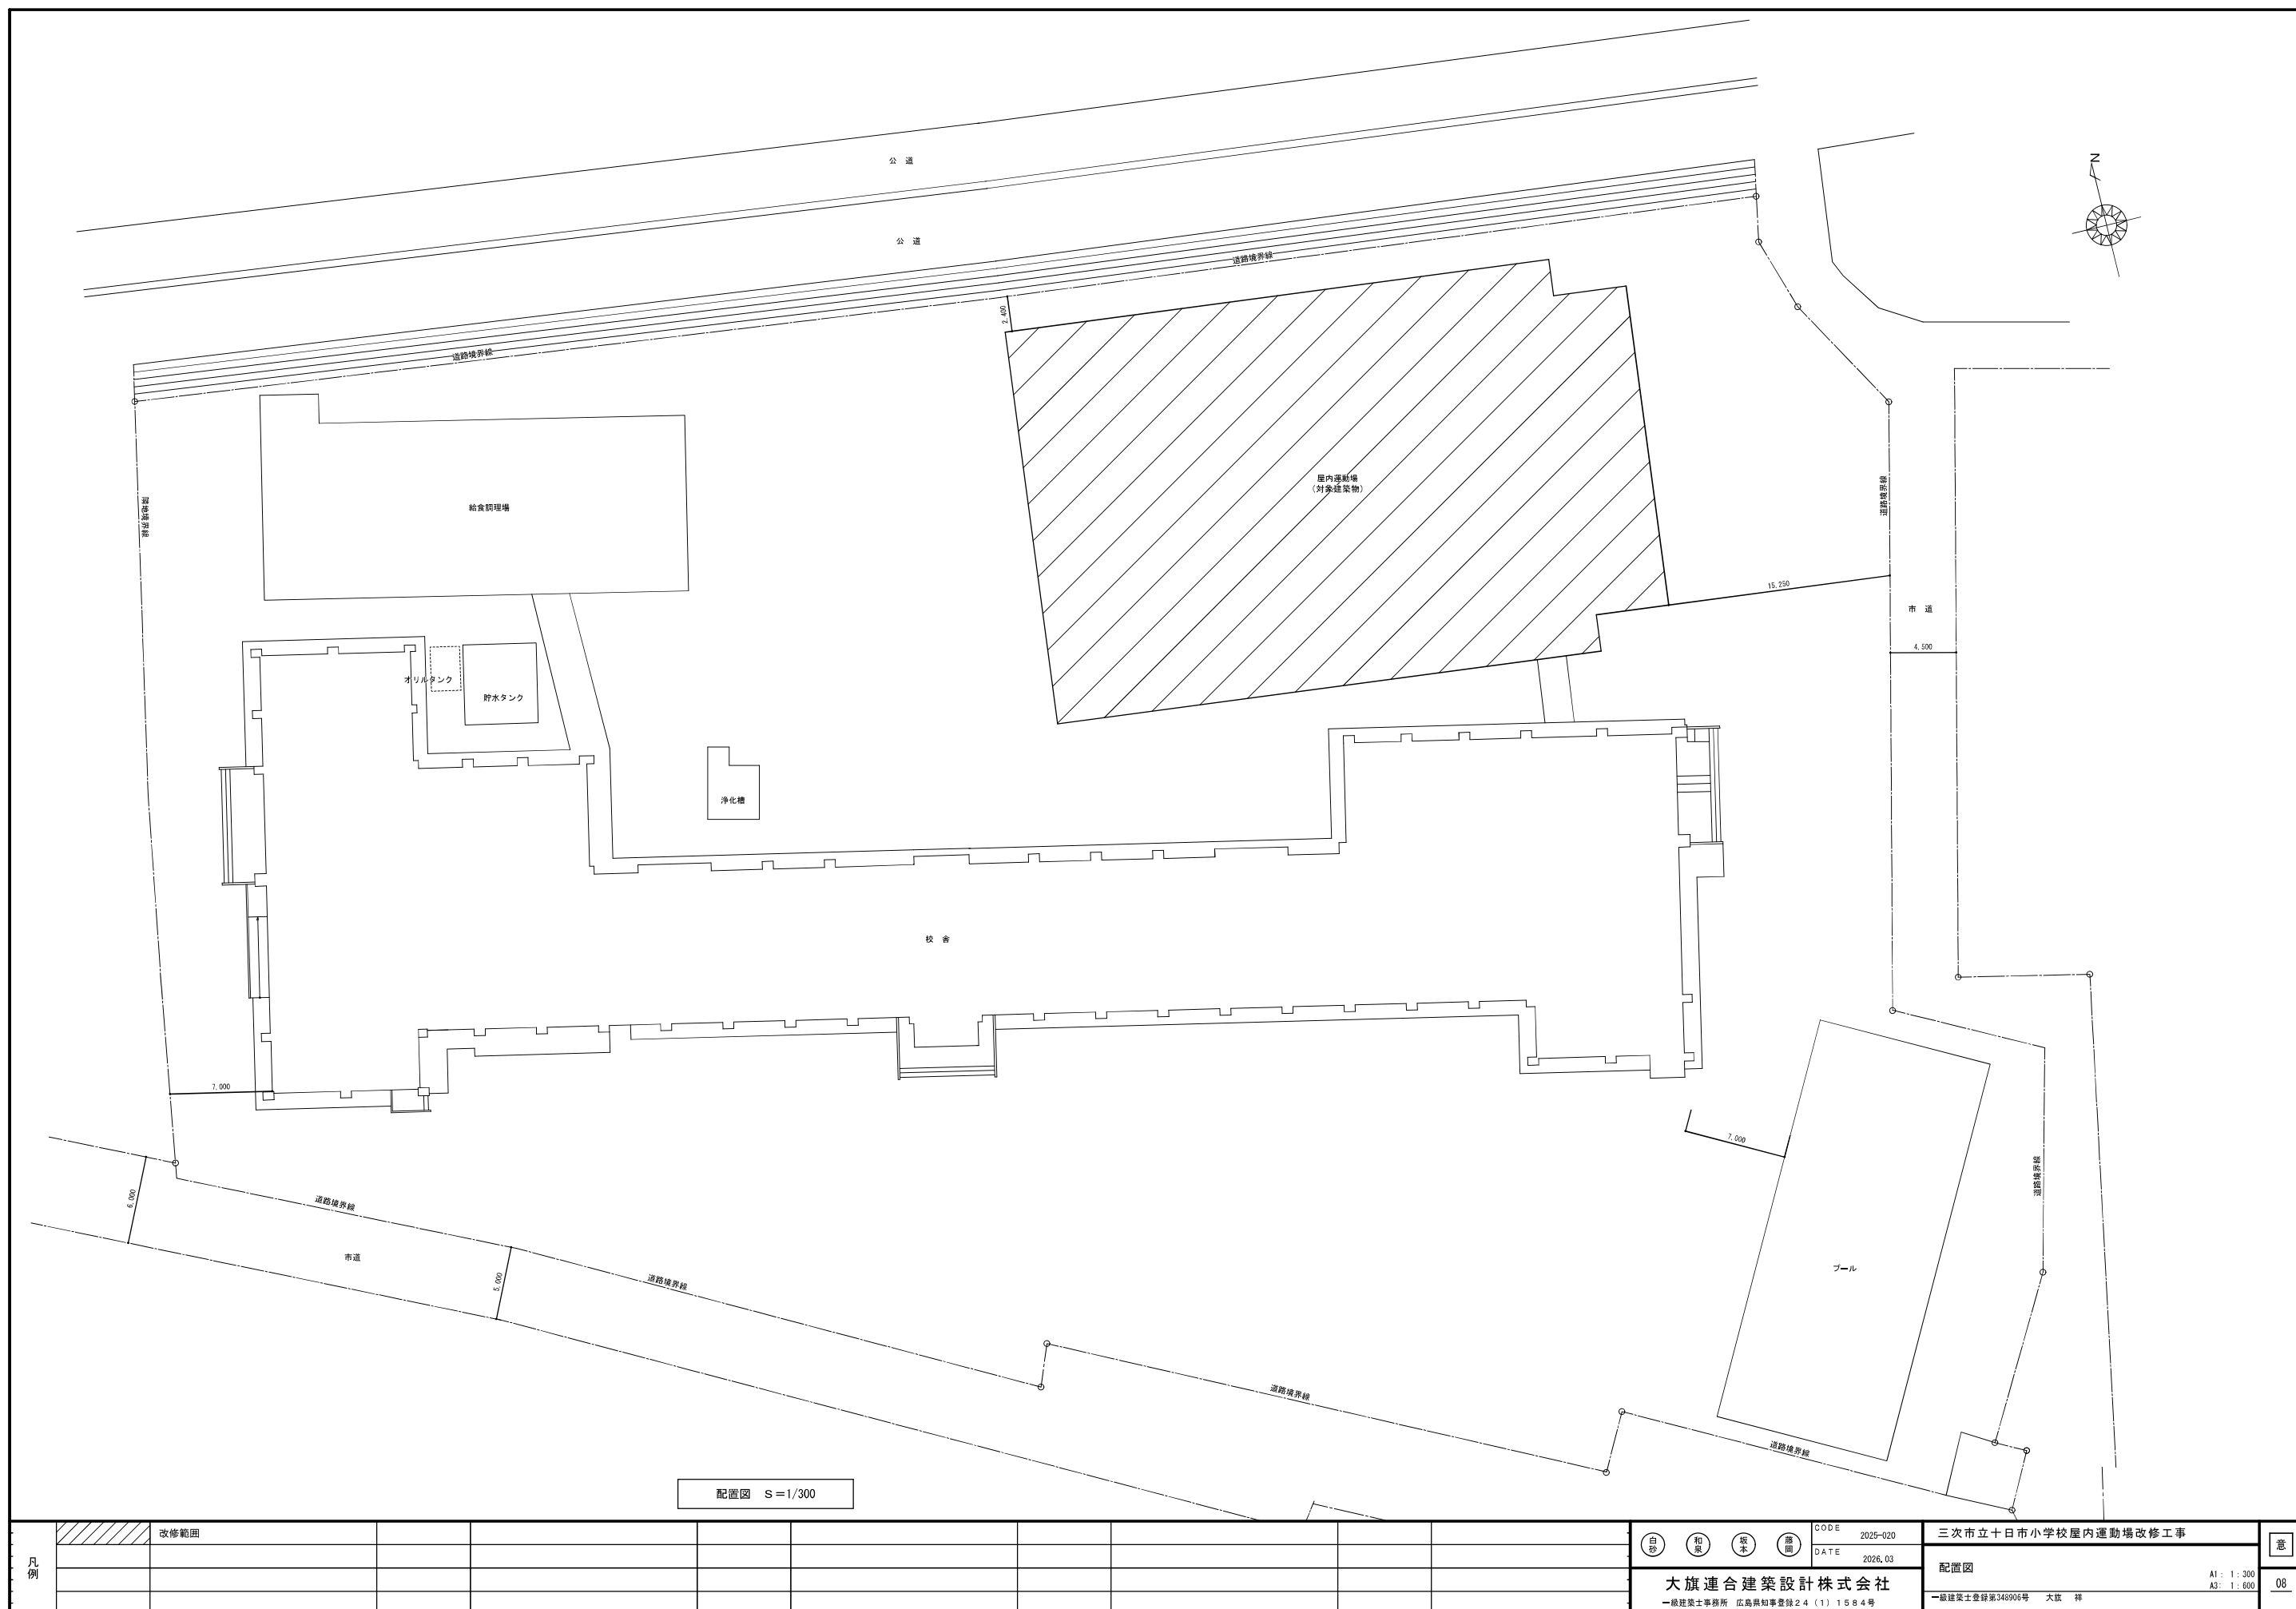 公　道
N
公　道
道路境界線
2,400
道路境界線
屋内運動場
（対象建築物）
隣地境界線
給食調理場
道路境界線
15,250
市　道
4,500
オリルタンク
貯水タンク
浄化槽
校　舎
7,000
7,000
6,000
道路境界線
市道
5,000
道路境界線
道路境界線
プール
道路境界線
道路境界線
配置図　Ｓ＝1/300
凡例
改修範囲
白砂
和泉
坂本
藤岡
CODE
2025-020
DATE
2026.03
大旗連合建築設計株式会社
一級建築士事務所　広島県知事登録２４（１）１５８４号
三次市立十日市小学校屋内運動場改修工事
配置図
A1： 1：300
A3： 1：600
一級建築士登録第348906号　大旗　祥
意
08